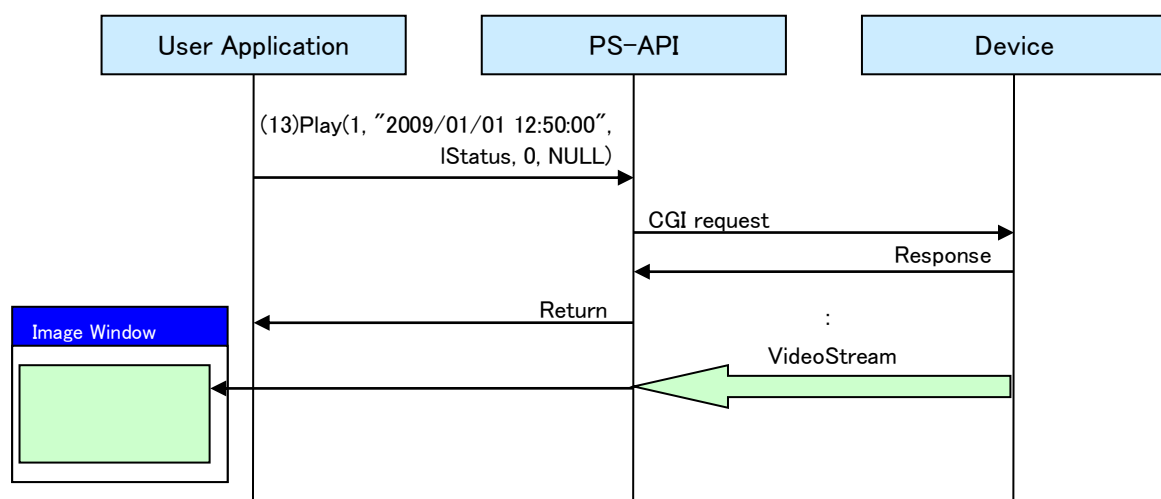 User Application
PS-API
Device
(13)Play(1, "2009/01/01 12:50:00",
lStatus, 0, NULL)
CGI request
Response
Return
:
Image Window
VideoStream